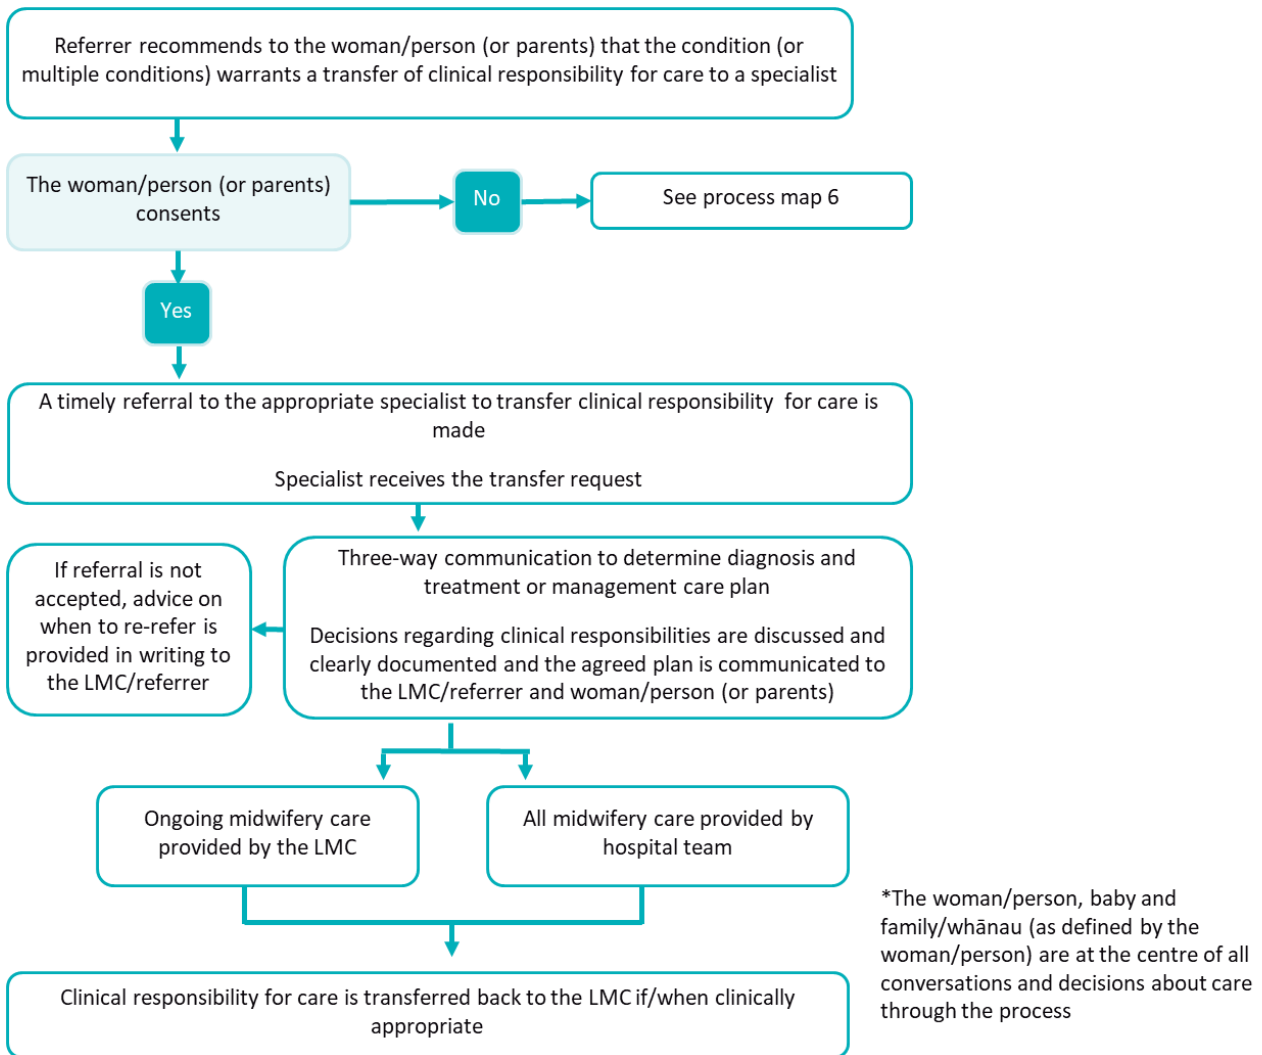 Referrer recommends to the woman/person (or parents) that the condition (or
multiple conditions) warrants a transfer of clinical responsibility for care to a specialist
The woman/person (or parents)
consents
No
See process map 6
Yes
A timely referral to the appropriate specialist to transfer clinical responsibility for care is
made
Specialist receives the transfer request
If referral is not
accepted, advice on
when to re-refer is
provided in writing to
the LMC/referrer
Three-way communication to determine diagnosis and
treatment or management care plan
Decisions regarding clinical responsibilities are discussed and
clearly documented and the agreed plan is communicated to
the LMC/referrer and woman/person (or parents)
Ongoing midwifery care
provided by the LMC
All midwifery care provided by
hospital team
*The woman/person, baby and
family/whānau (as defined by the
woman/person) are at the centre of all
conversations and decisions about care
through the process
Clinical responsibility for care is transferred back to the LMC if/when clinically
appropriate